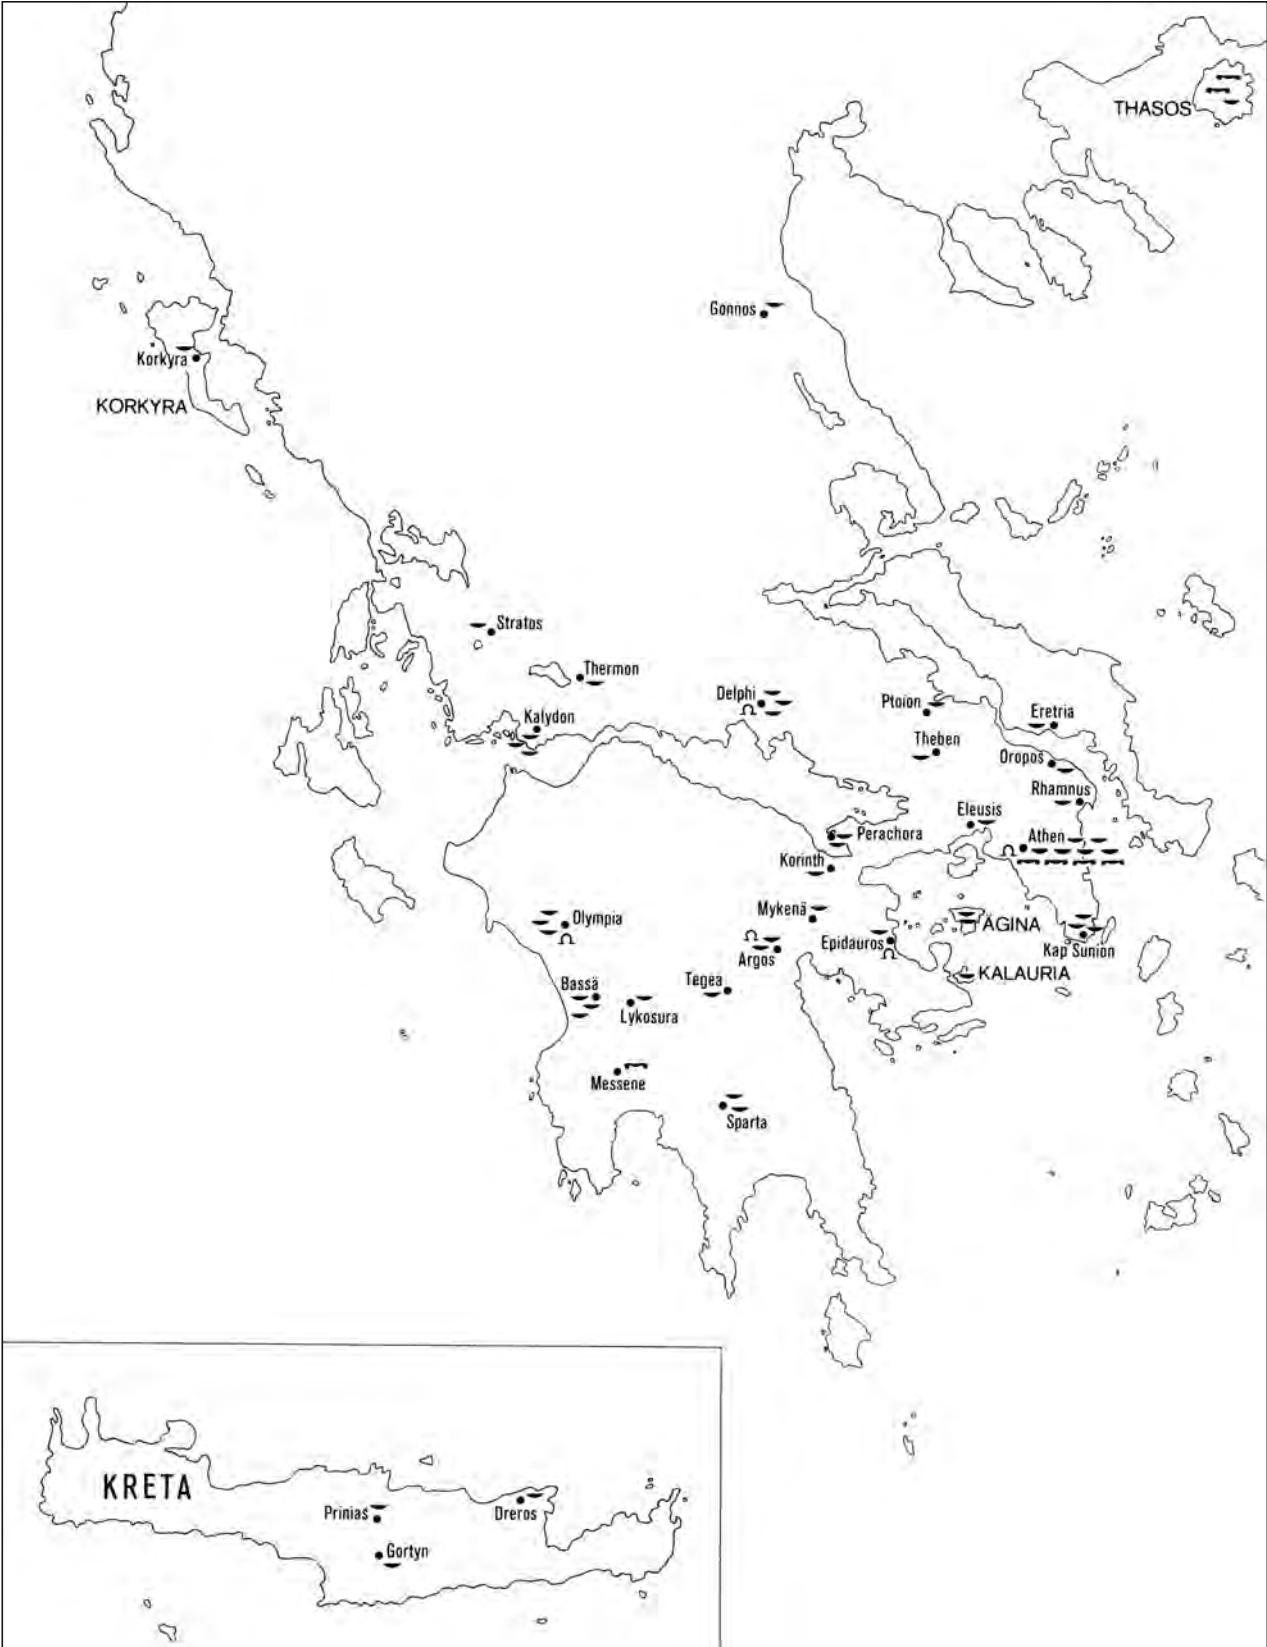 THASOS
Gonnos
Korkyra
KORKYRA
Stratos
Thermon
Delphi
Ptoion
Eretria
Kalydon
Theben
Oropos
Rhamnus
Eleusis
Athen
Perachora
Korinth
Mykenä
Olympia
ÄGINA
Epidauros
Kap Sunion
Argos
KALAURIA
Bassä
Tegea
Lykosura
Messene
Sparta
KRETA
Prinias
Dreros
Gortyn